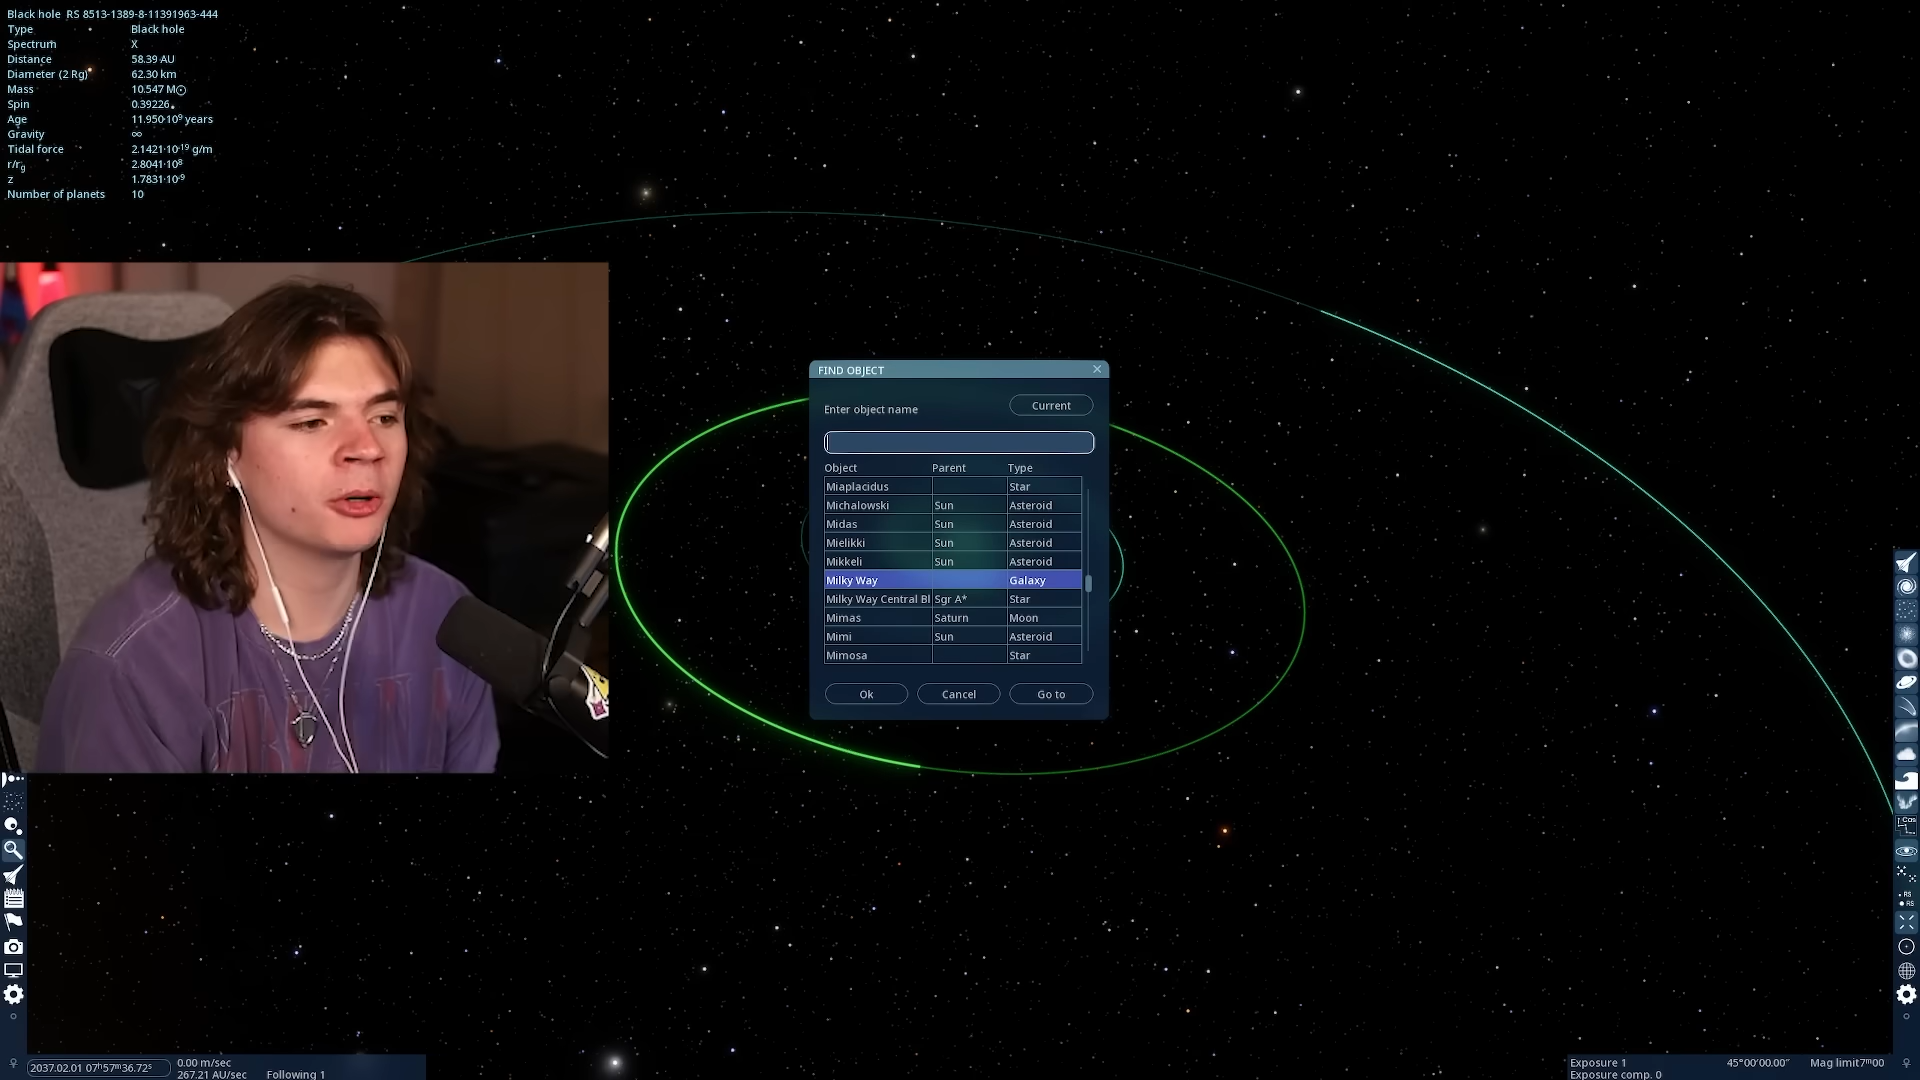 Black hole RS 8513-1389-8-11391963-444
Type Black hole
Spectrum X
Distance 58.39 AU
Diameter (2 Rg) 62.30 km
Mass 10.547 M☉
Spin 0.39226
Age 11.950·10⁹ years
Gravity ∞
Tidal force 2.1421·10⁻¹⁹ g/m
r/rg 2.8041·10⁸
z 1.7831·10⁻⁹
Number of planets 10
FIND OBJECT
Enter object name Current
Object Parent Type
Miaplacidus Star
Michalowski Sun Asteroid
Midas Sun Asteroid
Mielikki Sun Asteroid
Mikkeli Sun Asteroid
Milky Way Galaxy
Milky Way Central Bl Sgr A* Star
Mimas Saturn Moon
Mimi Sun Asteroid
Mimosa Star
Ok Cancel Go to
Cons
RS
RS
2037.02.01 07ʰ57ᵐ36.72ˢ
0.00 m/sec
267.21 AU/sec Following 1
Exposure 1 45°00'00.00" Mag limit7ᵐ00
Exposure comp. 0